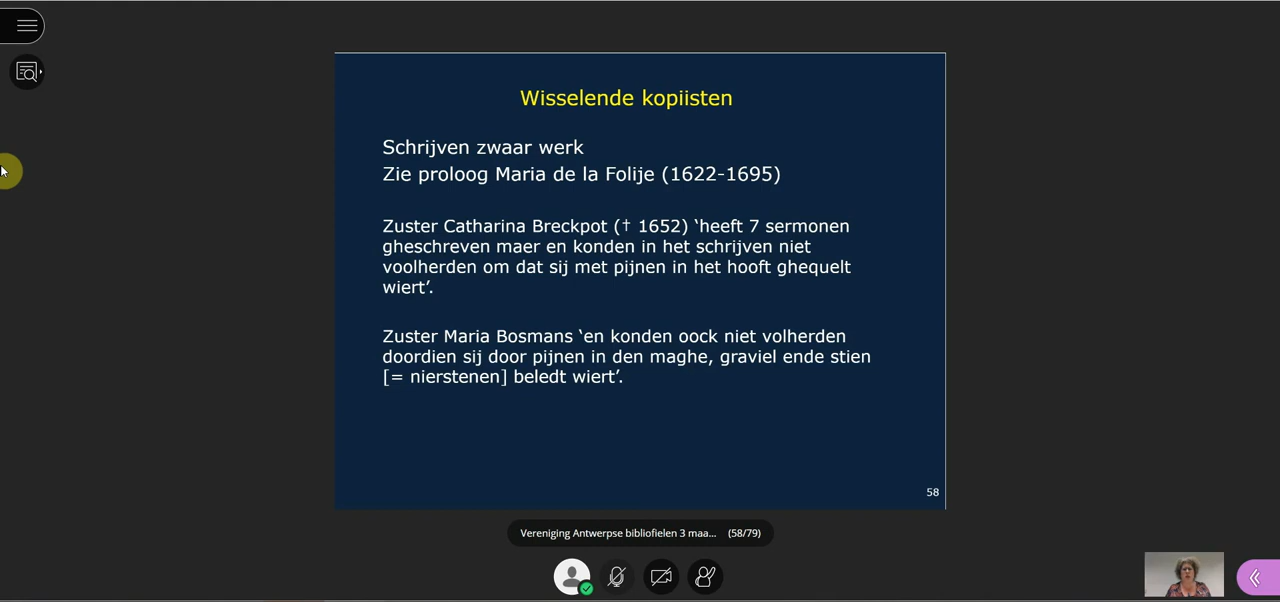 Wisselende kopiisten
Schrijven zwaar werk
Zie proloog Maria de la Folije (1622-1695)
Zuster Catharina Breckpot († 1652) ‘heeft 7 sermonen
gheschreven maer en konden in het schrijven niet
voolherden om dat sij met pijnen in het hooft ghequelt
wiert’.
Zuster Maria Bosmans ‘en konden oock niet volherden
doordien sij door pijnen in den maghe, graviel ende stien
[= nierstenen] beledt wiert’.
58
Vereniging Antwerpse bibliofielen 3 maa... (58/79)